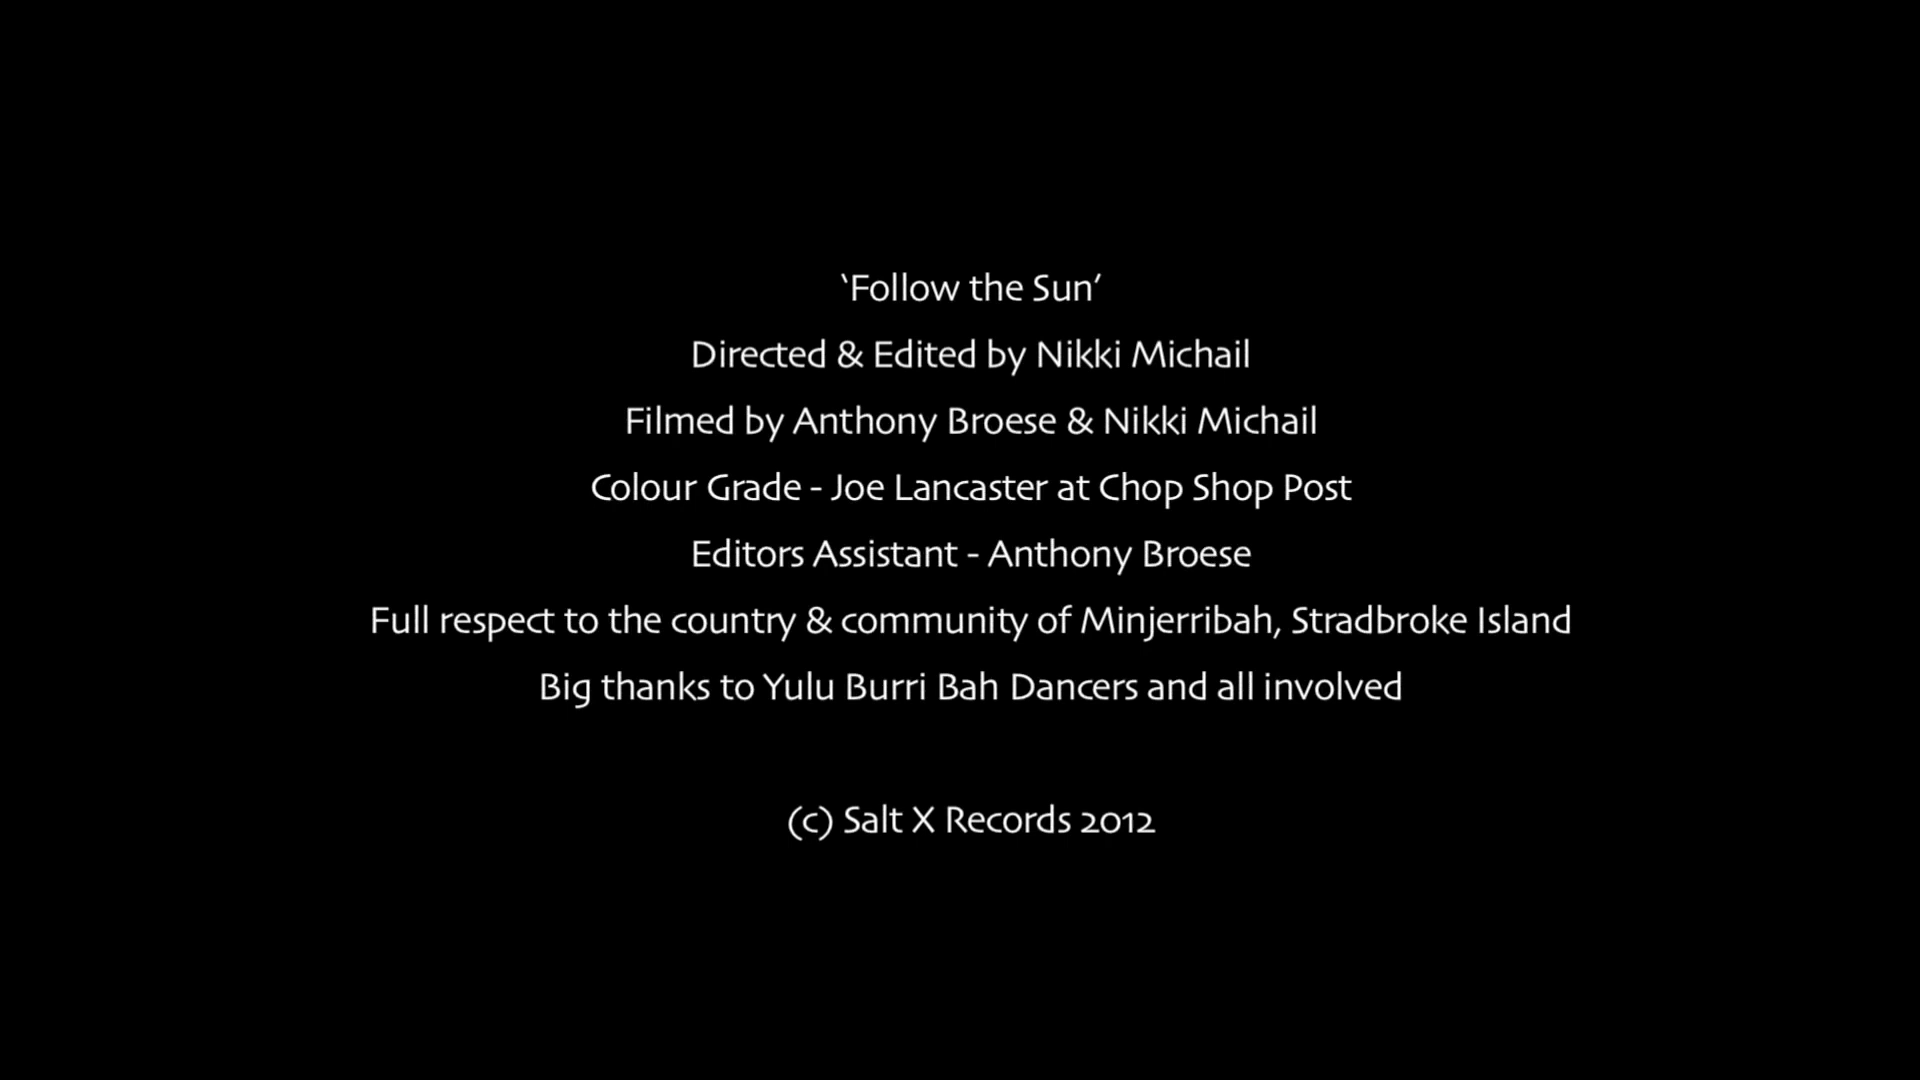 ‘Follow the Sun’
Directed & Edited by Nikki Michail
Filmed by Anthony Broese & Nikki Michail
Colour Grade - Joe Lancaster at Chop Shop Post
Editors Assistant - Anthony Broese
Full respect to the country & community of Minjerribah, Stradbroke Island
Big thanks to Yulu Burri Bah Dancers and all involved
(c) Salt X Records 2012